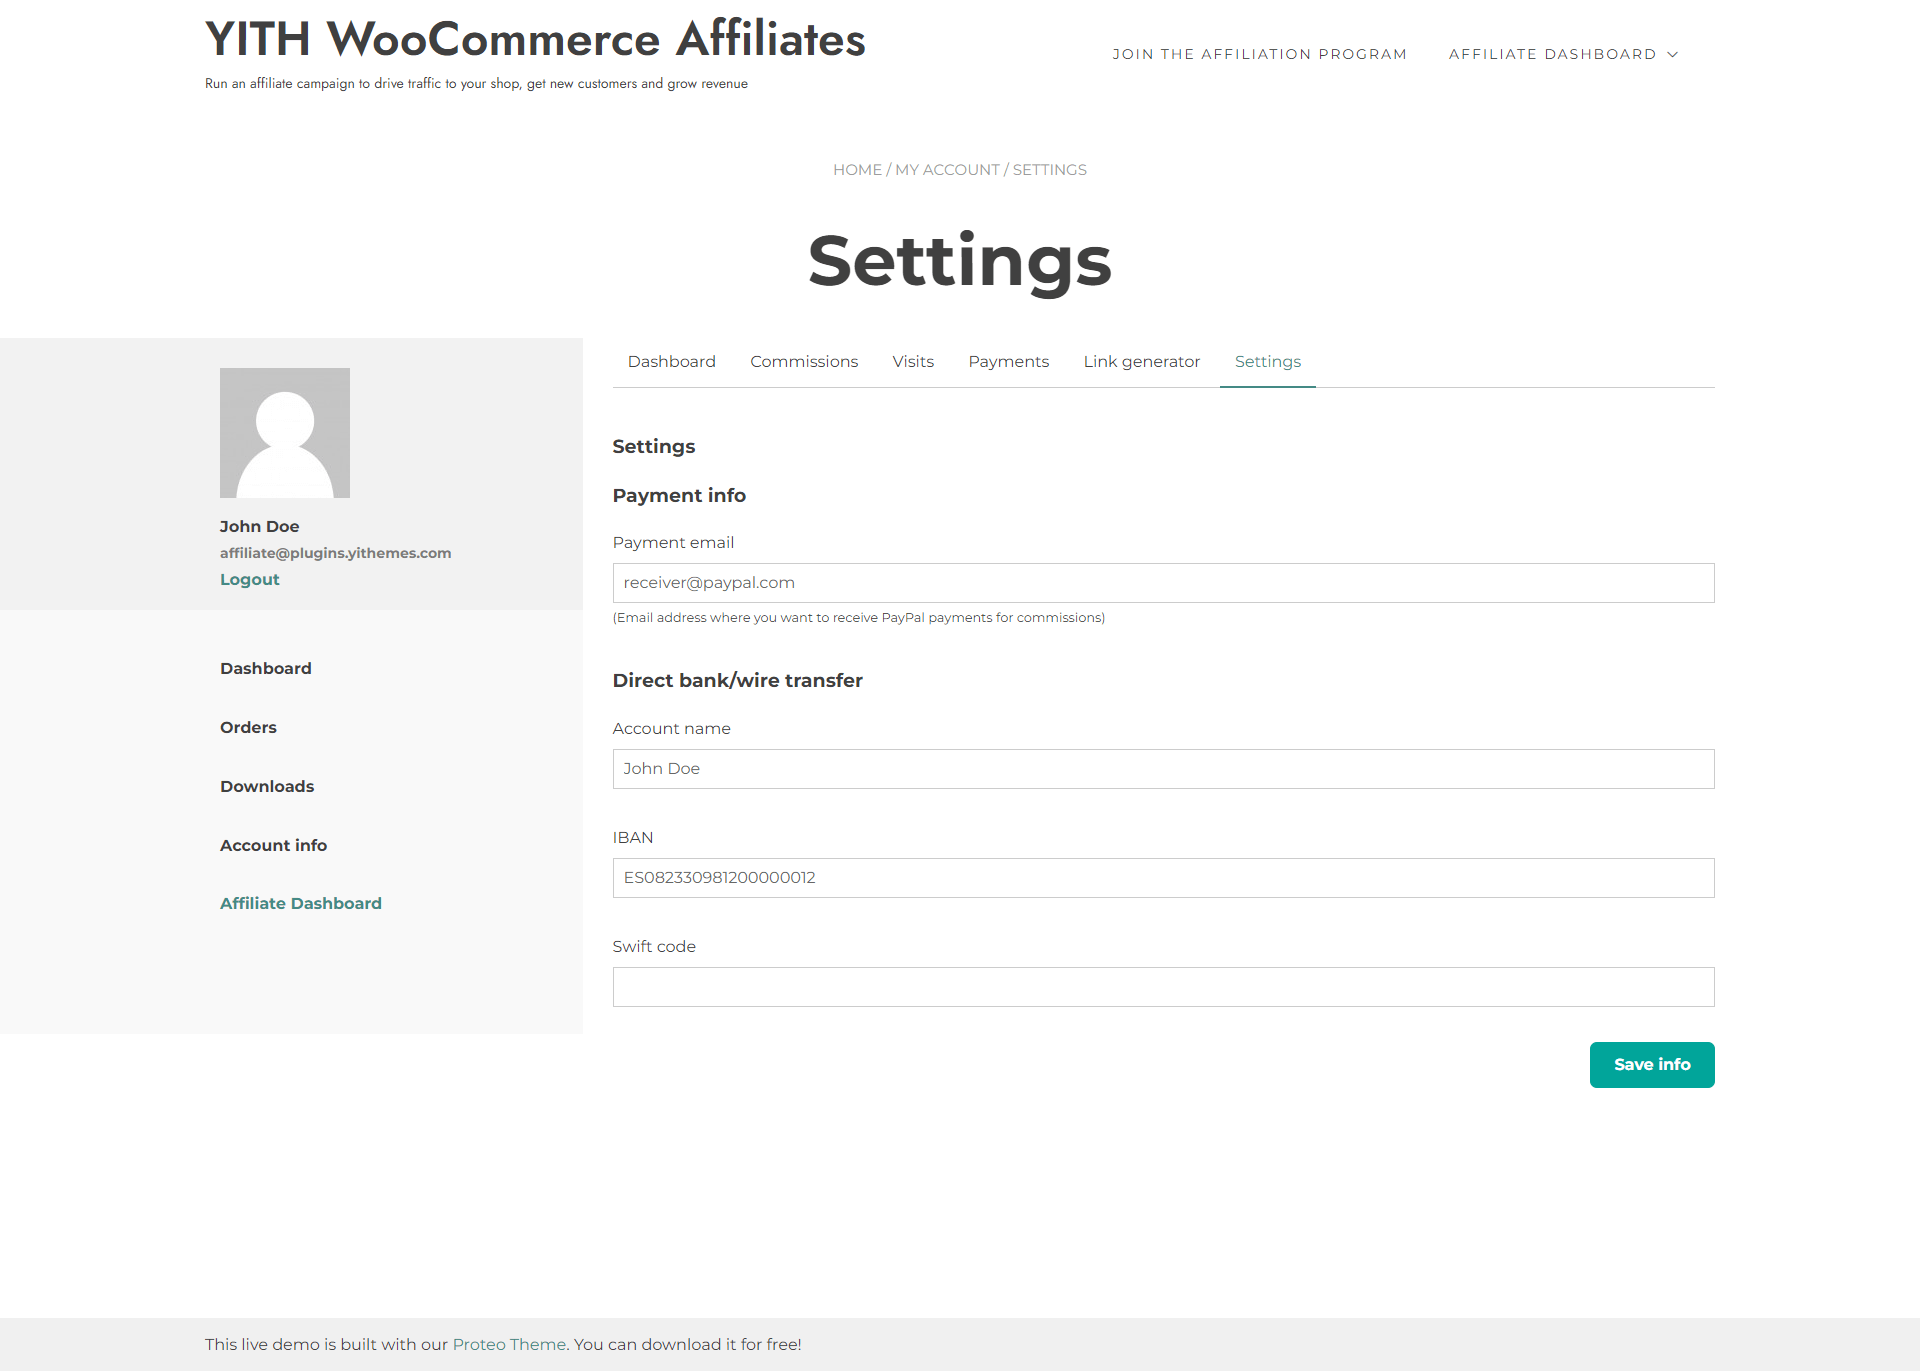 YITH WooCommerce Affiliates
Run an affiliate campaign to drive traffic to your shop, get new customers and grow revenue
JOIN THE AFFILIATION PROGRAM
AFFILIATE DASHBOARD
HOME / MY ACCOUNT / SETTINGS
Settings
John Doe
affiliate@plugins.yithemes.com
Logout
Dashboard
Orders
Downloads
Account info
Affiliate Dashboard
Dashboard Commissions Visits Payments Link generator Settings
Settings
Payment info
Payment email
receiver@paypal.com
(Email address where you want to receive PayPal payments for commissions)
Direct bank/wire transfer
Account name
John Doe
IBAN
ES082330981200000012
Swift code
Save info
This live demo is built with our Proteo Theme. You can download it for free!